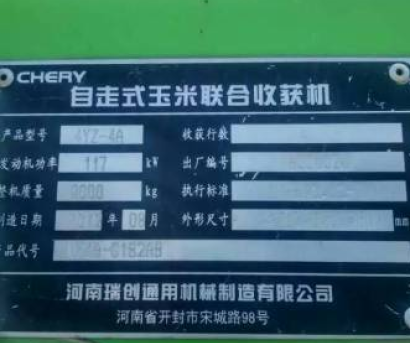 CHERY
自走式玉米联合收获机
产品型号 4YZ-4A 收获行数
发动机功率 117 kW 出厂编号
整机质量 kg 执行标准
制造日期 年 08 月 外形尺寸 mm
产品代号
河南瑞创通用机械制造有限公司
河南省开封市宋城路98号